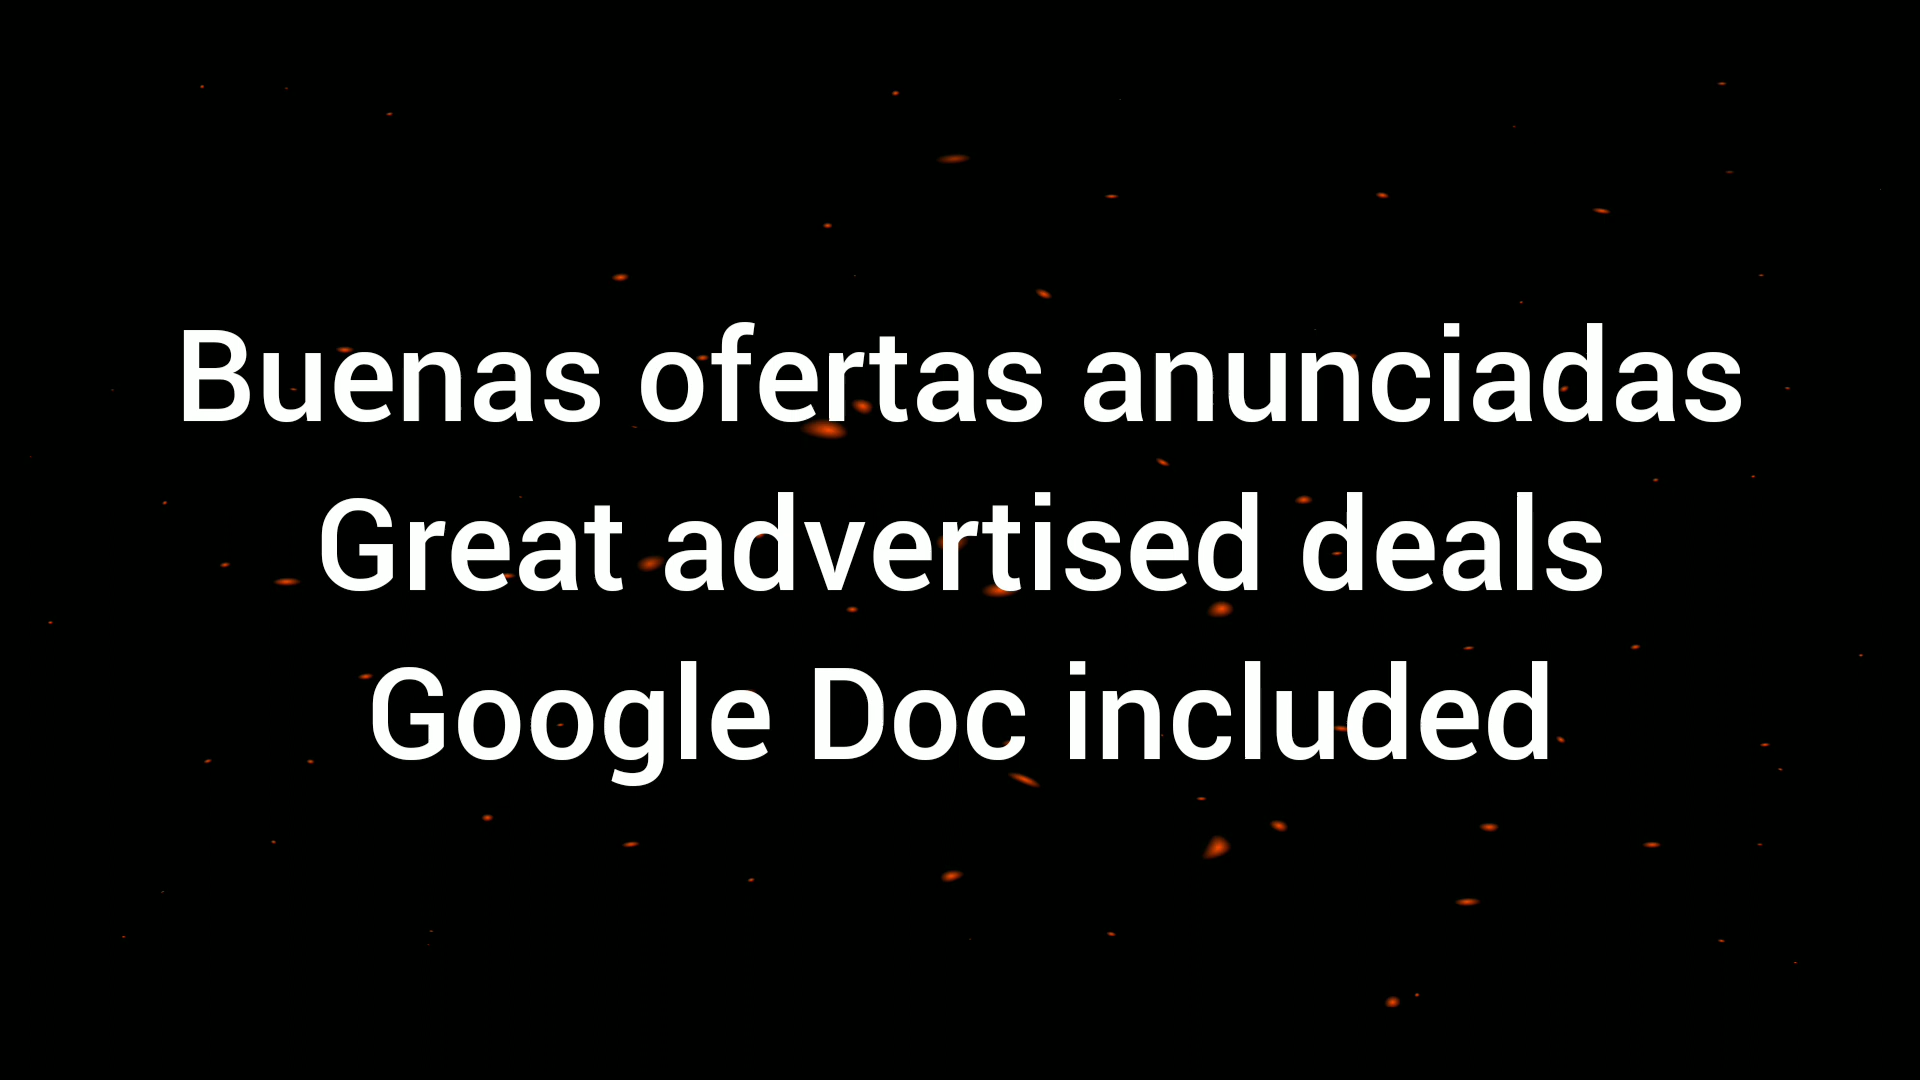 Buenas ofertas anunciadas
Great advertised deals
Google Doc included